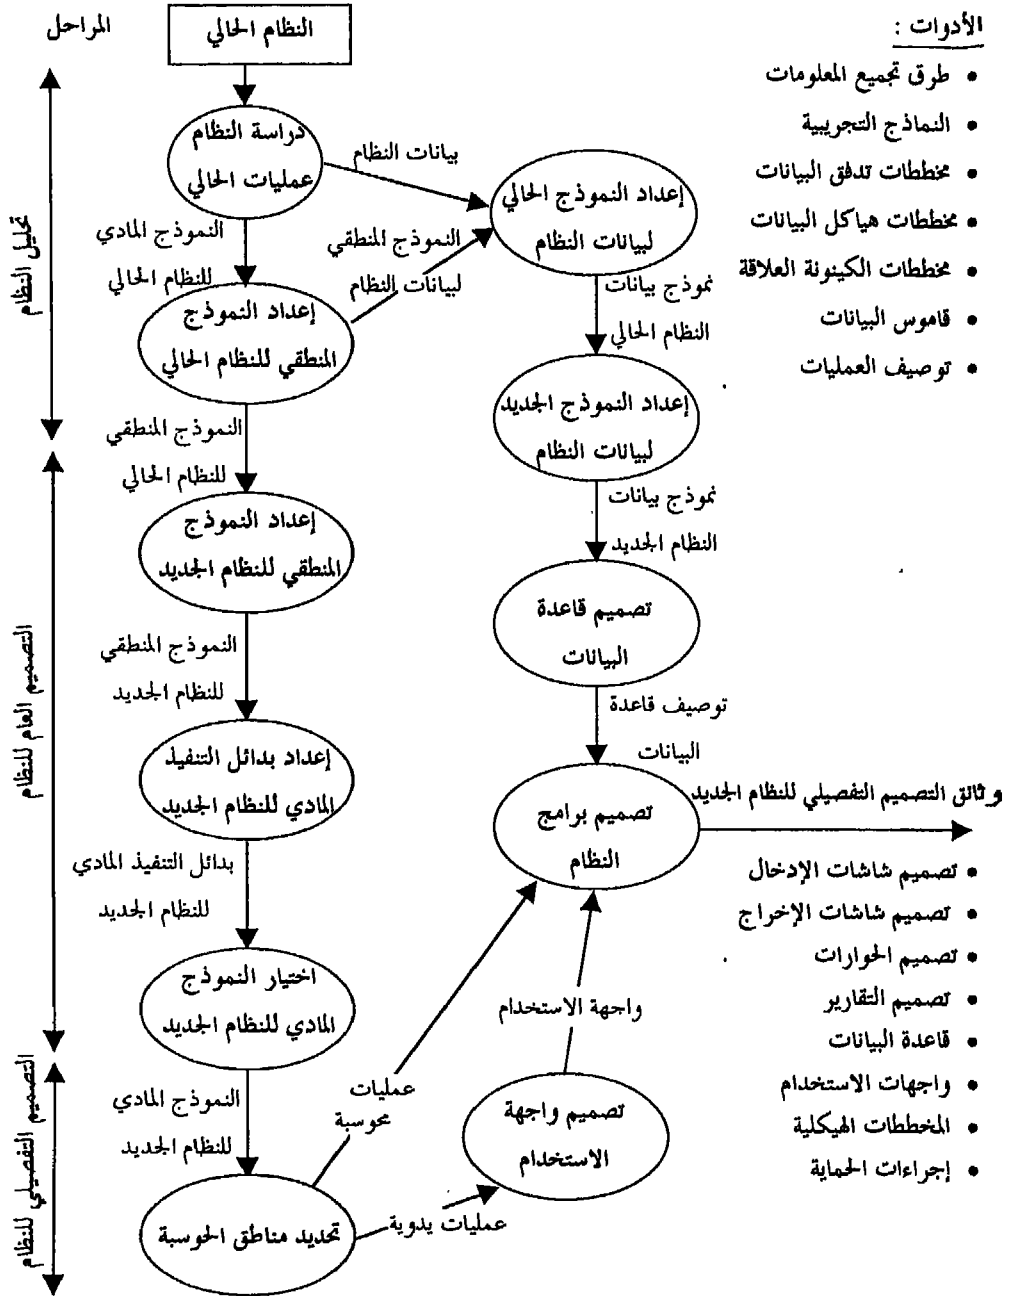 المراحل
النظام الحالي
الأدوات :
• طرق تجميع المعلومات
• النماذج التجريبية
• مخططات تدفق البيانات
• مخططات هياكل البيانات
• مخططات الكينونة العلاقة
• قاموس البيانات
• توصيف العمليات
تحليل النظام
دراسة النظام
عمليات الحالي
بيانات النظام
إعداد النموذج الحالي
لبيانات النظام
النموذج المادي
للنظام الحالي
النموذج المنطقي
لبيانات النظام
إعداد النموذج
المنطقي للنظام الحالي
نموذج بيانات
النظام الحالي
إعداد النموذج الجديد
لبيانات النظام
النموذج المنطقي
للنظام الحالي
التصميم العام للنظام
إعداد النموذج
المنطقي للنظام الجديد
نموذج بيانات
النظام الجديد
تصميم قاعدة
البيانات
النموذج المنطقي
للنظام الجديد
توصيف قاعدة
البيانات
إعداد بدائل التنفيذ
المادي للنظام الجديد
تصميم برامج
النظام
وثائق التصميم التفصيلي للنظام الجديد
• تصميم شاشات الإدخال
• تصميم شاشات الإخراج
• تصميم الحوارات
• تصميم التقارير
• قاعدة البيانات
• واجهات الاستخدام
• المخططات الهيكلية
• إجراءات الحماية
بدائل التنفيذ المادي
للنظام الجديد
اختيار النموذج
المادي للنظام الجديد
واجهة الاستخدام
التصميم التفصيلي للنظام
النموذج المادي
للنظام الجديد
عمليات
محوسبة
تصميم واجهة
الاستخدام
تحديد مناطق الحوسبة
عمليات يدوية